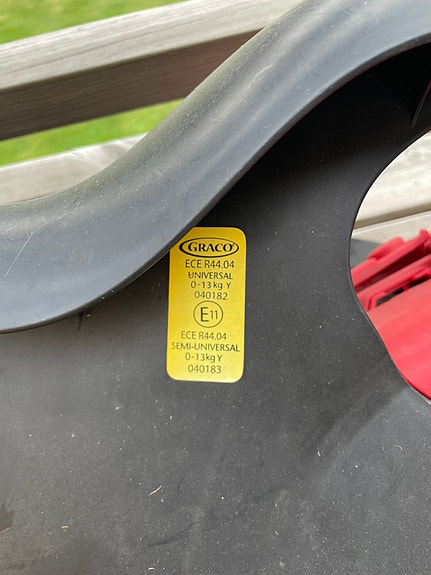 GRACO
ECE R44.04
UNIVERSAL
0-13kg Y
040182
E11
ECE R44.04
SEMI-UNIVERSAL
0-13kg Y
040183